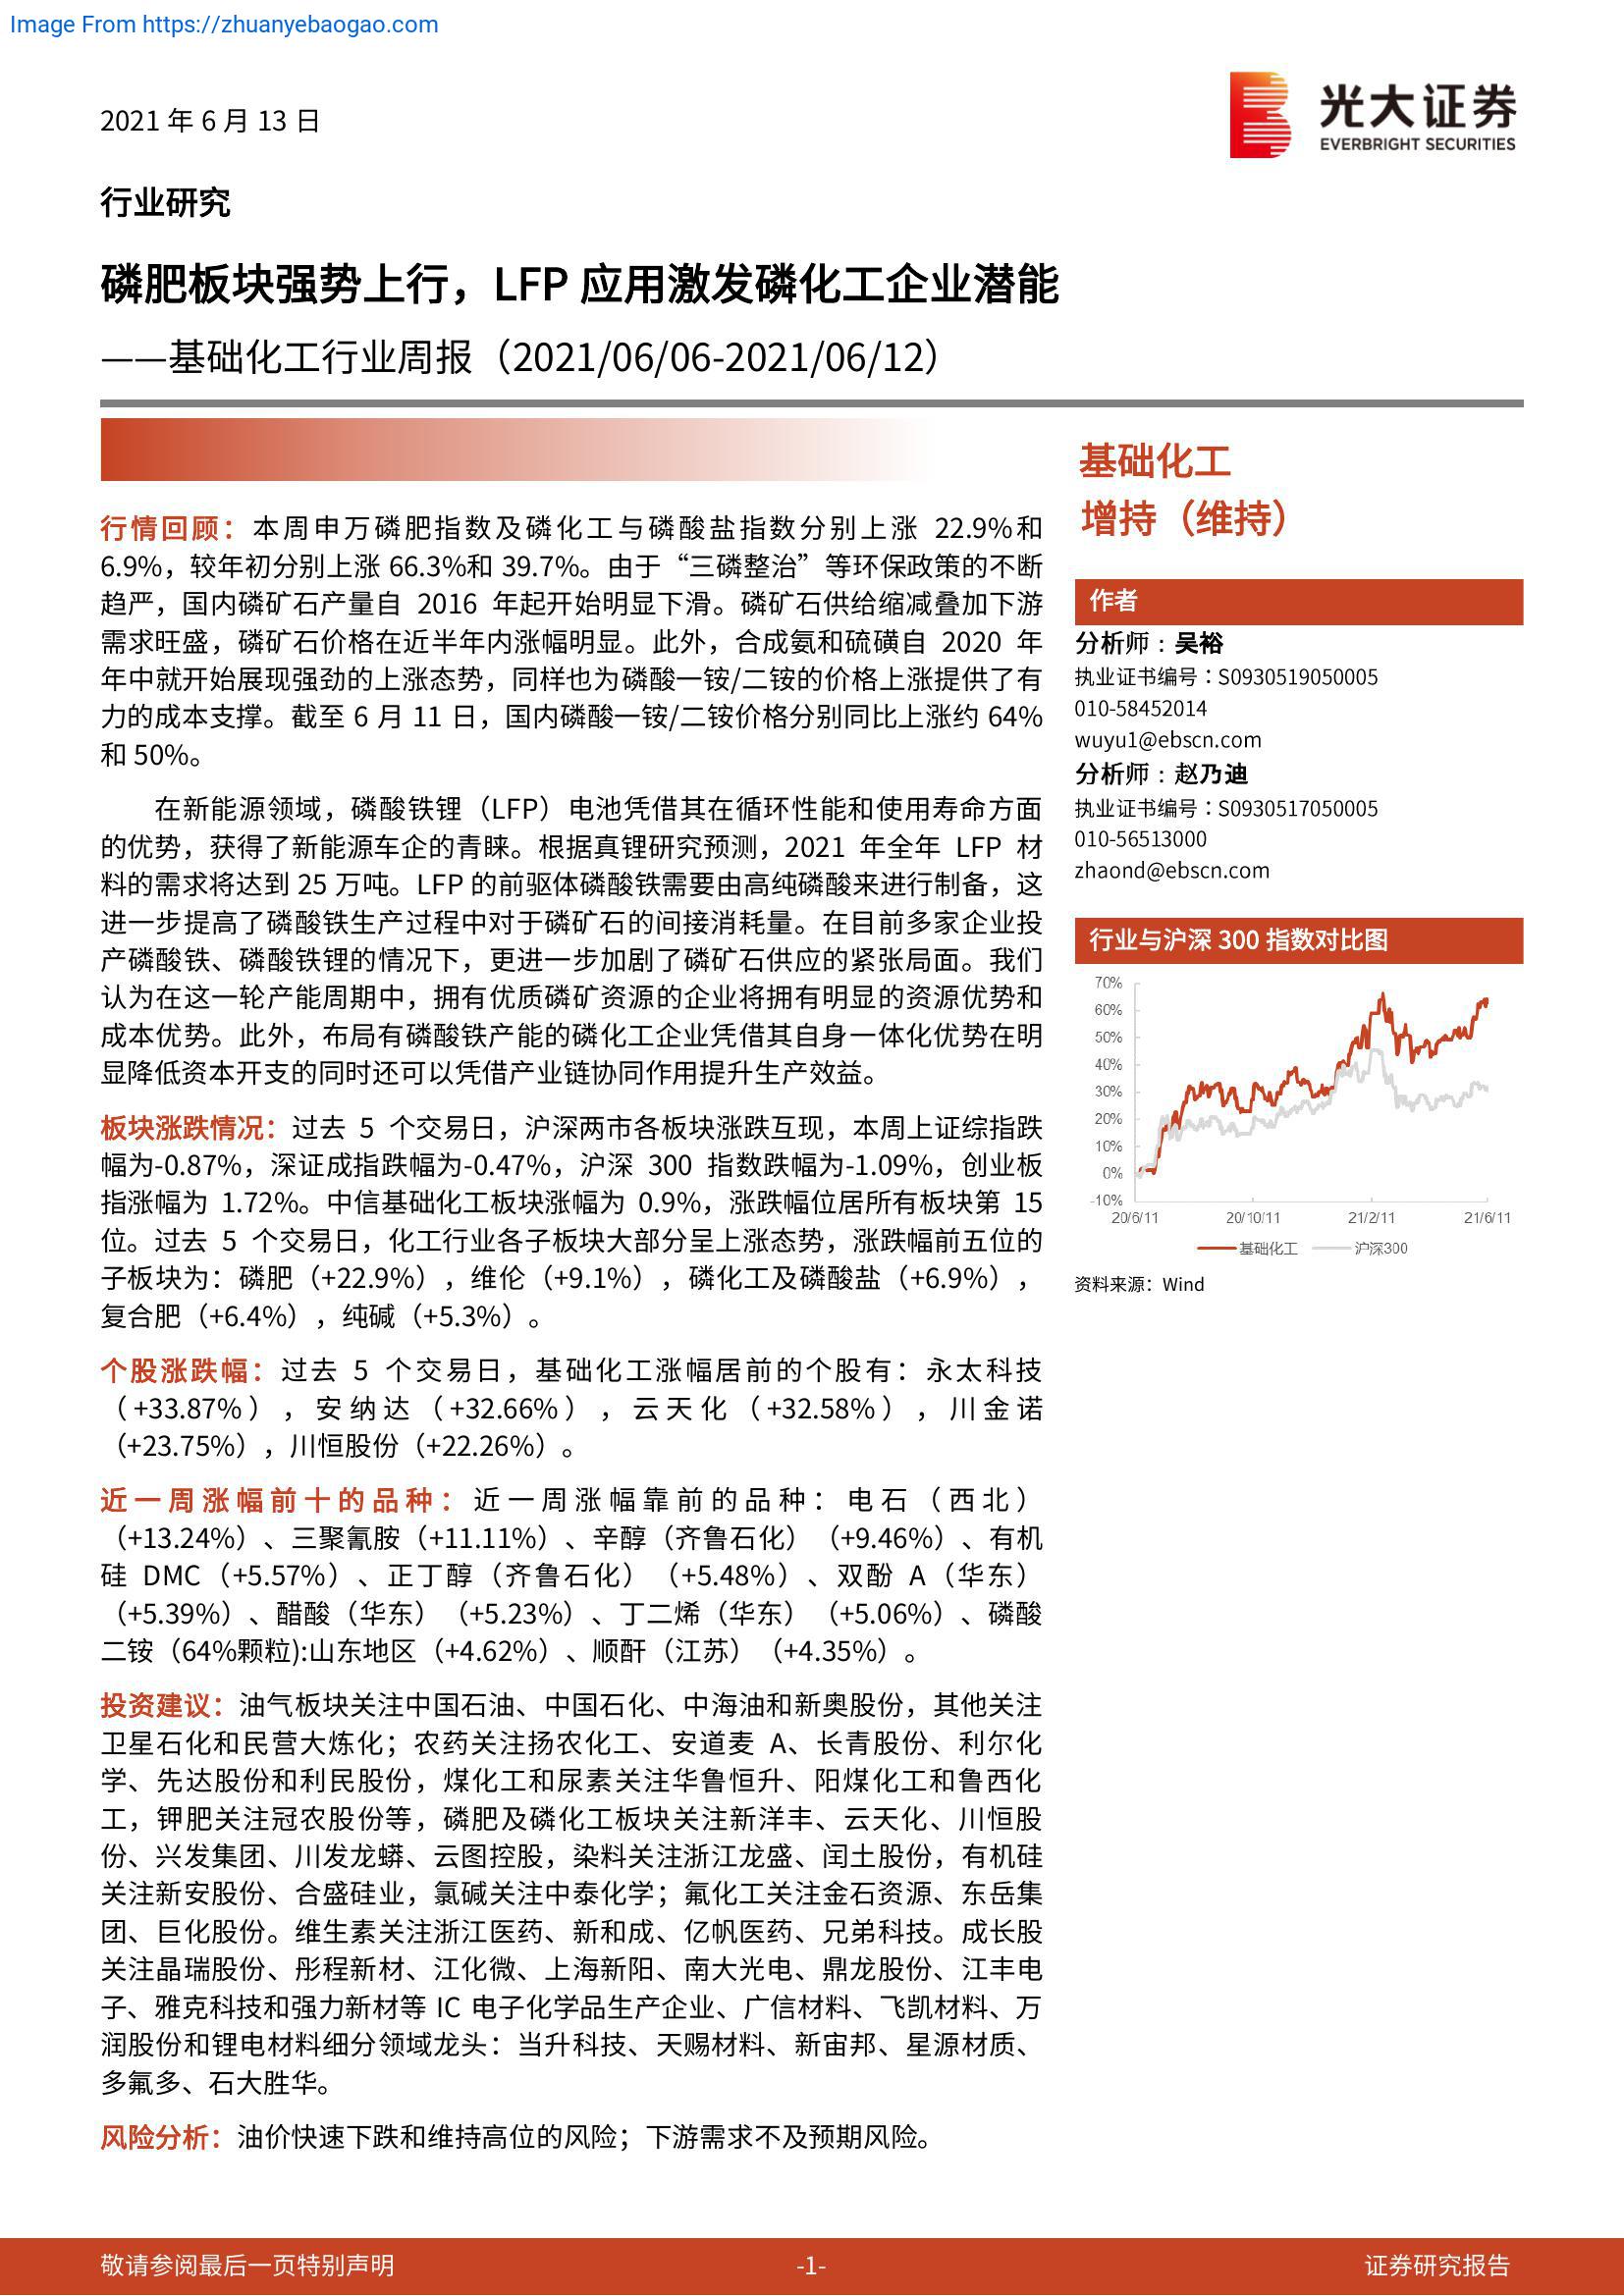 Image From https://zhuanyebaogao.com
2021 年 6 月 13 日
光大证券
EVERBRIGHT SECURITIES
行业研究
磷肥板块强势上行，LFP 应用激发磷化工企业潜能
——基础化工行业周报（2021/06/06-2021/06/12）
行情回顾：本周申万磷肥指数及磷化工与磷酸盐指数分别上涨 22.9%和
6.9%，较年初分别上涨 66.3%和 39.7%。由于“三磷整治”等环保政策的不断
趋严，国内磷矿石产量自 2016 年起开始明显下滑。磷矿石供给缩减叠加下游
需求旺盛，磷矿石价格在近半年内涨幅明显。此外，合成氨和硫磺自 2020 年
年中就开始展现强劲的上涨态势，同样也为磷酸一铵/二铵的价格上涨提供了有
力的成本支撑。截至 6 月 11 日，国内磷酸一铵/二铵价格分别同比上涨约 64%
和 50%。
在新能源领域，磷酸铁锂（LFP）电池凭借其在循环性能和使用寿命方面
的优势，获得了新能源车企的青睐。根据真锂研究预测，2021 年全年 LFP 材
料的需求将达到 25 万吨。LFP 的前驱体磷酸铁需要由高纯磷酸来进行制备，这
进一步提高了磷酸铁生产过程中对于磷矿石的间接消耗量。在目前多家企业投
产磷酸铁、磷酸铁锂的情况下，更进一步加剧了磷矿石供应的紧张局面。我们
认为在这一轮产能周期中，拥有优质磷矿资源的企业将拥有明显的资源优势和
成本优势。此外，布局有磷酸铁产能的磷化工企业凭借其自身一体化优势在明
显降低资本开支的同时还可以凭借产业链协同作用提升生产效益。
板块涨跌情况：过去 5 个交易日，沪深两市各板块涨跌互现，本周上证综指跌
幅为-0.87%，深证成指跌幅为-0.47%，沪深 300 指数跌幅为-1.09%，创业板
指涨幅为 1.72%。中信基础化工板块涨幅为 0.9%，涨跌幅位居所有板块第 15
位。过去 5 个交易日，化工行业各子板块大部分呈上涨态势，涨跌幅前五位的
子板块为：磷肥（+22.9%），维伦（+9.1%），磷化工及磷酸盐（+6.9%），
复合肥（+6.4%），纯碱（+5.3%）。
个股涨跌幅：过去 5 个交易日，基础化工涨幅居前的个股有：永太科技
（+33.87%），安纳达（+32.66%），云天化（+32.58%），川金诺
（+23.75%），川恒股份（+22.26%）。
近一周涨幅前十的品种：近一周涨幅靠前的品种：电石（西北）
（+13.24%）、三聚氰胺（+11.11%）、辛醇（齐鲁石化）（+9.46%）、有机
硅 DMC（+5.57%）、正丁醇（齐鲁石化）（+5.48%）、双酚 A（华东）
（+5.39%）、醋酸（华东）（+5.23%）、丁二烯（华东）（+5.06%）、磷酸
二铵（64%颗粒):山东地区（+4.62%）、顺酐（江苏）（+4.35%）。
投资建议：油气板块关注中国石油、中国石化、中海油和新奥股份，其他关注
卫星石化和民营大炼化；农药关注扬农化工、安道麦 A、长青股份、利尔化
学、先达股份和利民股份，煤化工和尿素关注华鲁恒升、阳煤化工和鲁西化
工，钾肥关注冠农股份等，磷肥及磷化工板块关注新洋丰、云天化、川恒股
份、兴发集团、川发龙蟒、云图控股，染料关注浙江龙盛、闰土股份，有机硅
关注新安股份、合盛硅业，氯碱关注中泰化学；氟化工关注金石资源、东岳集
团、巨化股份。维生素关注浙江医药、新和成、亿帆医药、兄弟科技。成长股
关注晶瑞股份、彤程新材、江化微、上海新阳、南大光电、鼎龙股份、江丰电
子、雅克科技和强力新材等 IC 电子化学品生产企业、广信材料、飞凯材料、万
润股份和锂电材料细分领域龙头：当升科技、天赐材料、新宙邦、星源材质、
多氟多、石大胜华。
风险分析：油价快速下跌和维持高位的风险；下游需求不及预期风险。
基础化工
增持（维持）
作者
分析师：吴裕
执业证书编号：S0930519050005
010-58452014
wuyu1@ebscn.com
分析师：赵乃迪
执业证书编号：S0930517050005
010-56513000
zhaond@ebscn.com
行业与沪深 300 指数对比图
70%
60%
50%
40%
30%
20%
10%
0%
-10%
20/6/11 20/10/11 21/2/11 21/6/11
基础化工 沪深300
资料来源：Wind
敬请参阅最后一页特别声明 -1- 证券研究报告